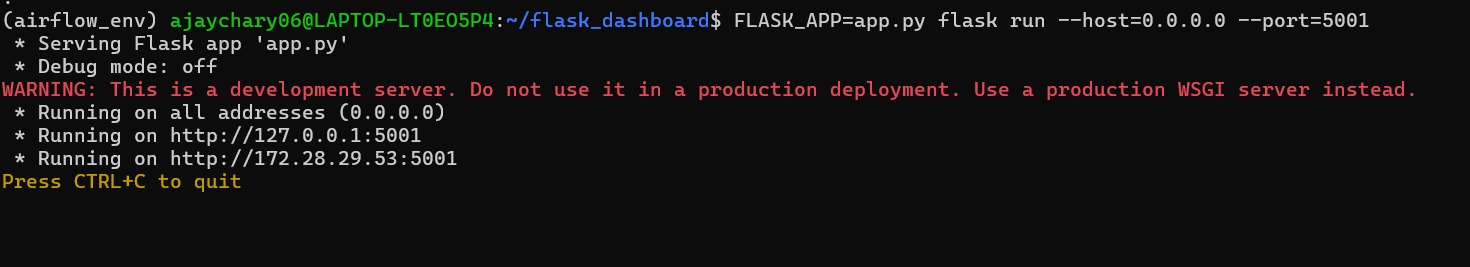 (airflow_env) ajaychary06@LAPTOP-LT0EO5P4:~/flask_dashboard$ FLASK_APP=app.py flask run --host=0.0.0.0 --port=5001
 * Serving Flask app 'app.py'
 * Debug mode: off
WARNING: This is a development server. Do not use it in a production deployment. Use a production WSGI server instead.
 * Running on all addresses (0.0.0.0)
 * Running on http://127.0.0.1:5001
 * Running on http://172.28.29.53:5001
Press CTRL+C to quit